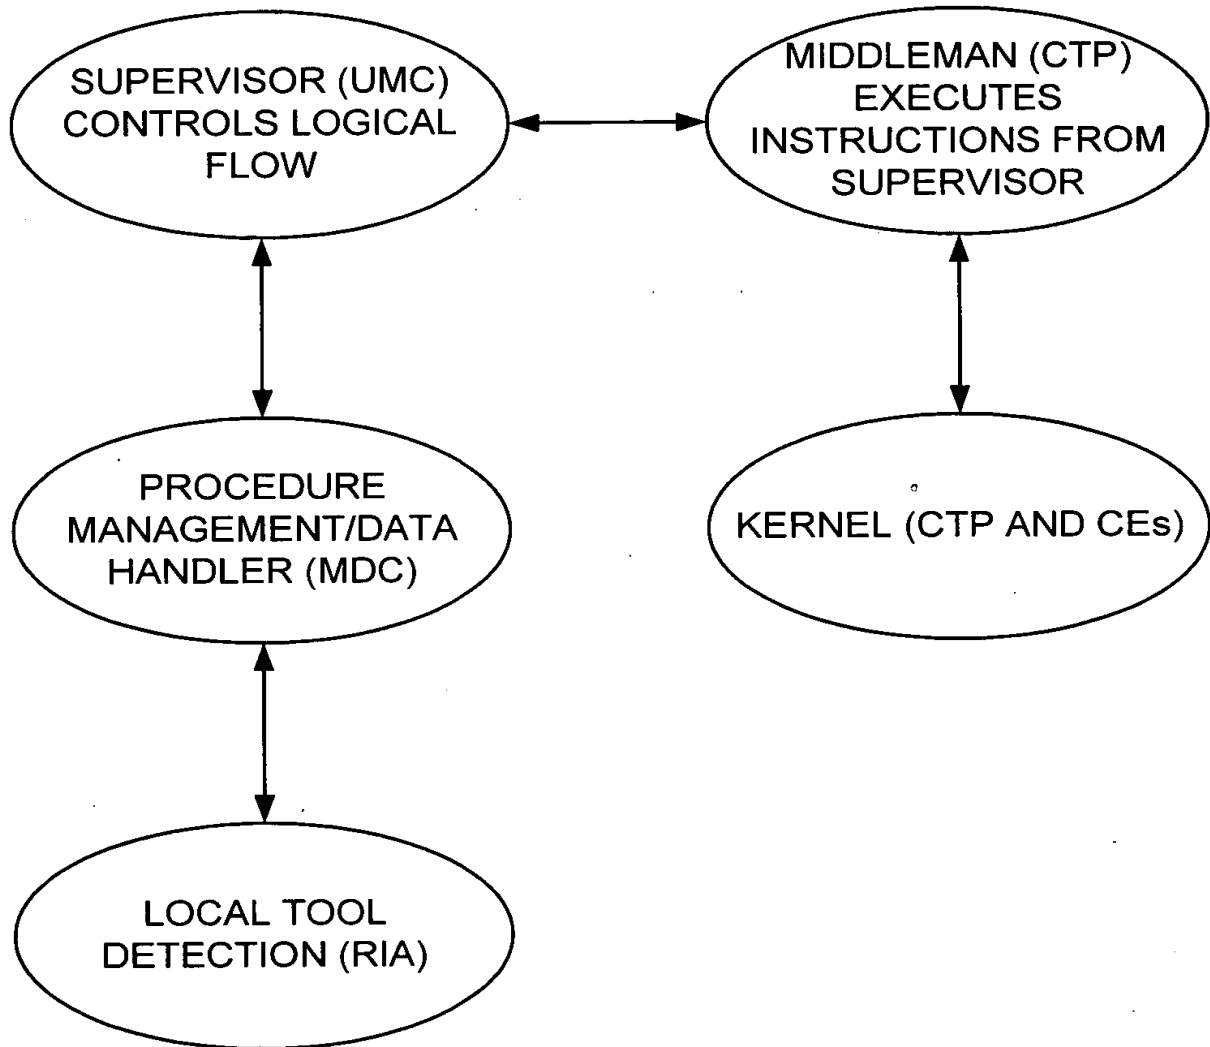 SUPERVISOR (UMC)
CONTROLS LOGICAL
FLOW
MIDDLEMAN (CTP)
EXECUTES
INSTRUCTIONS FROM
SUPERVISOR
PROCEDURE
MANAGEMENT/DATA
HANDLER (MDC)
KERNEL (CTP AND CEs)
LOCAL TOOL
DETECTION (RIA)